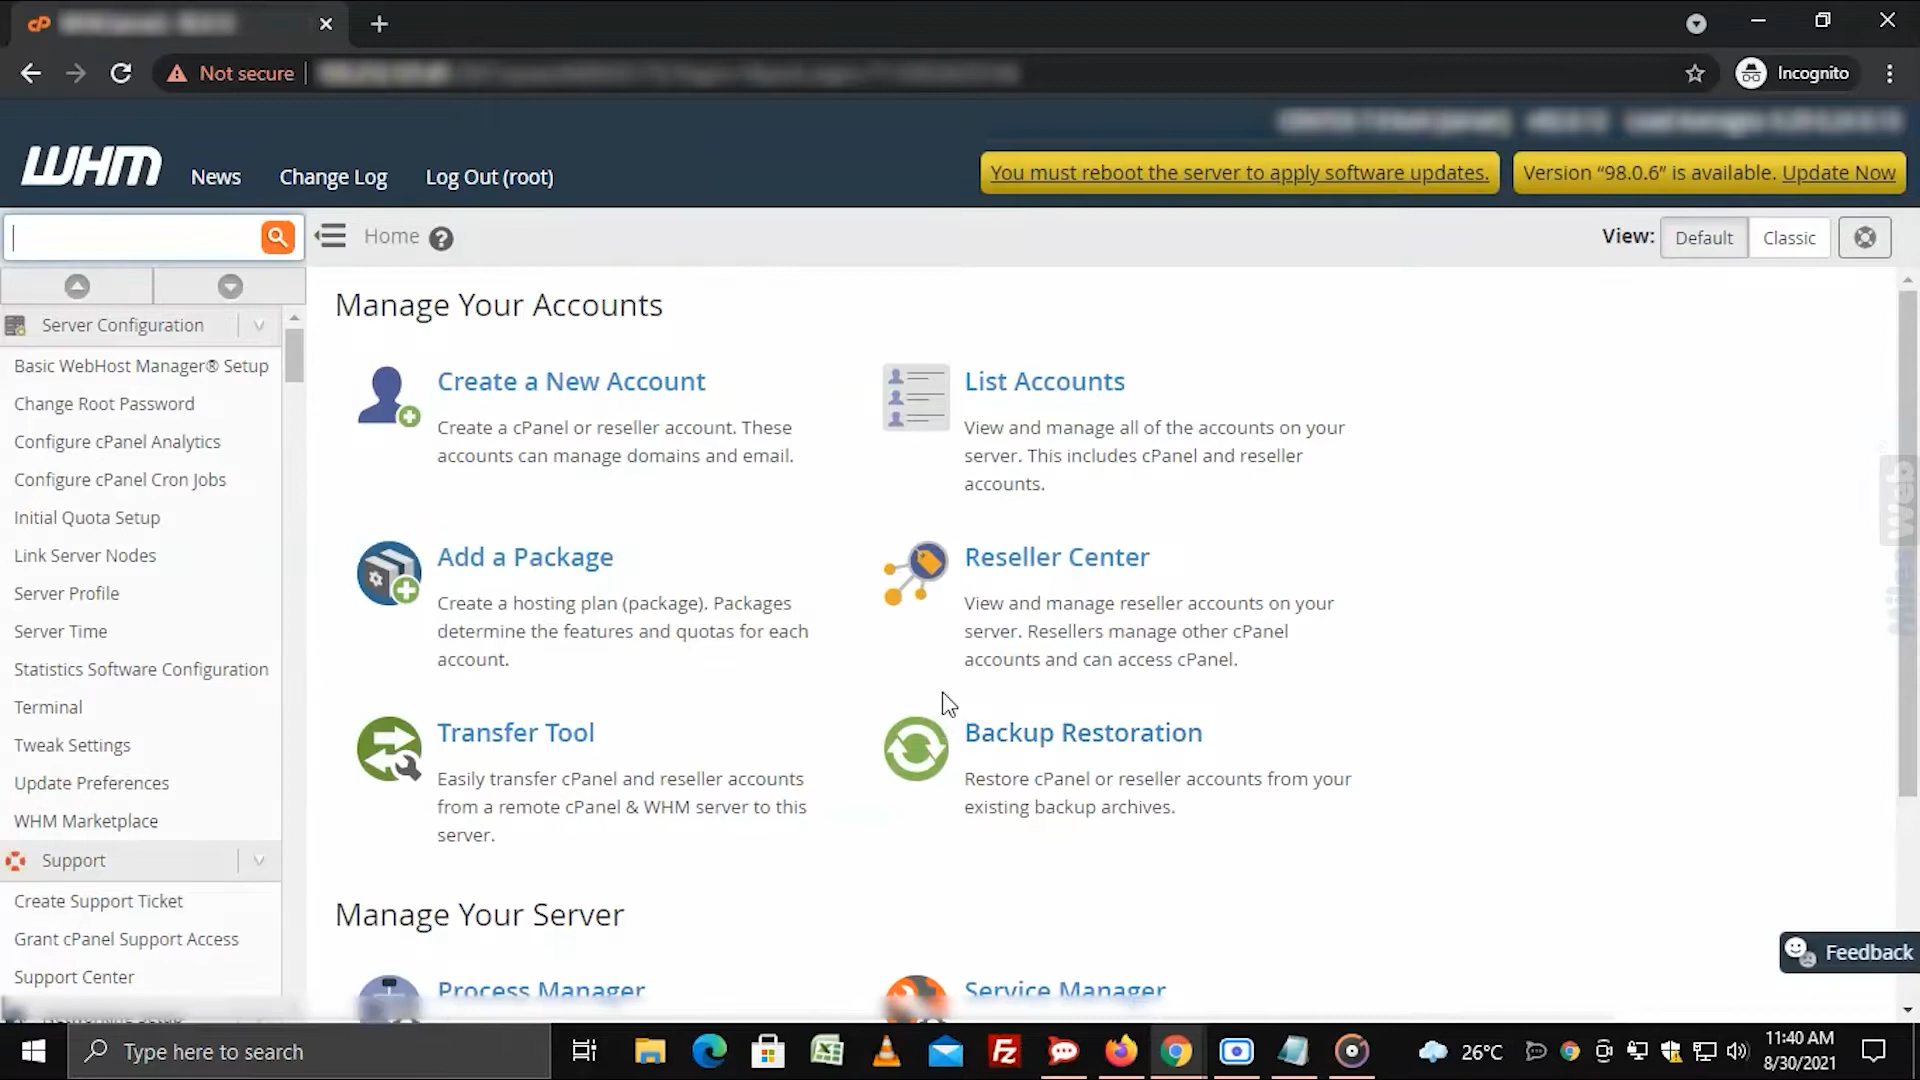 cP
Not secure
Incognito
WHM
News
Change Log
Log Out (root)
You must reboot the server to apply software updates.
Version “98.0.6” is available. Update Now
Home
View:
Default
Classic
Server Configuration
Basic WebHost Manager® Setup
Change Root Password
Configure cPanel Analytics
Configure cPanel Cron Jobs
Initial Quota Setup
Link Server Nodes
Server Profile
Server Time
Statistics Software Configuration
Terminal
Tweak Settings
Update Preferences
WHM Marketplace
Support
Create Support Ticket
Grant cPanel Support Access
Support Center
Manage Your Accounts
Create a New Account
Create a cPanel or reseller account. These
accounts can manage domains and email.
List Accounts
View and manage all of the accounts on your
server. This includes cPanel and reseller
accounts.
Add a Package
Create a hosting plan (package). Packages
determine the features and quotas for each
account.
Reseller Center
View and manage reseller accounts on your
server. Resellers manage other cPanel
accounts and can access cPanel.
Transfer Tool
Easily transfer cPanel and reseller accounts
from a remote cPanel & WHM server to this
server.
Backup Restoration
Restore cPanel or reseller accounts from your
existing backup archives.
Manage Your Server
Process Manager
Service Manager
MilesWeb
Feedback
Type here to search
26°C
11:40 AM
8/30/2021